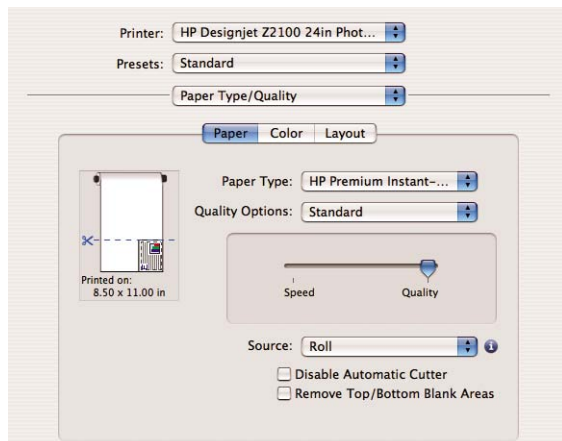 Printer: HP Designjet Z2100 24in Phot...
Presets: Standard
Paper Type/Quality
Paper Color Layout
Paper Type: HP Premium Instant-...
Quality Options: Standard
Printed on:
8.50 x 11.00 in
Speed Quality
Source: Roll
Disable Automatic Cutter
Remove Top/Bottom Blank Areas